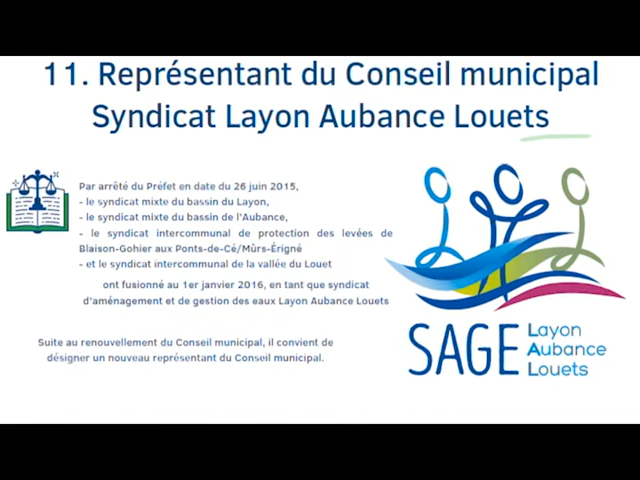 11. Représentant du Conseil municipal
Syndicat Layon Aubance Louets
Par arrêté du Préfet en date du 26 juin 2015,
- le syndicat mixte du bassin du Layon,
- le syndicat mixte du bassin de l'Aubance,
- le syndicat intercommunal de protection des levées de
Blaison-Gohier aux Ponts-de-Cé/Mûrs-Érigné
- et le syndicat intercommunal de la vallée du Louet
ont fusionné au 1er janvier 2016, en tant que syndicat
d'aménagement et de gestion des eaux Layon Aubance Louets
Suite au renouvellement du Conseil municipal, il convient de
désigner un nouveau représentant du Conseil municipal.
SAGE
Layon
Aubance
Louets